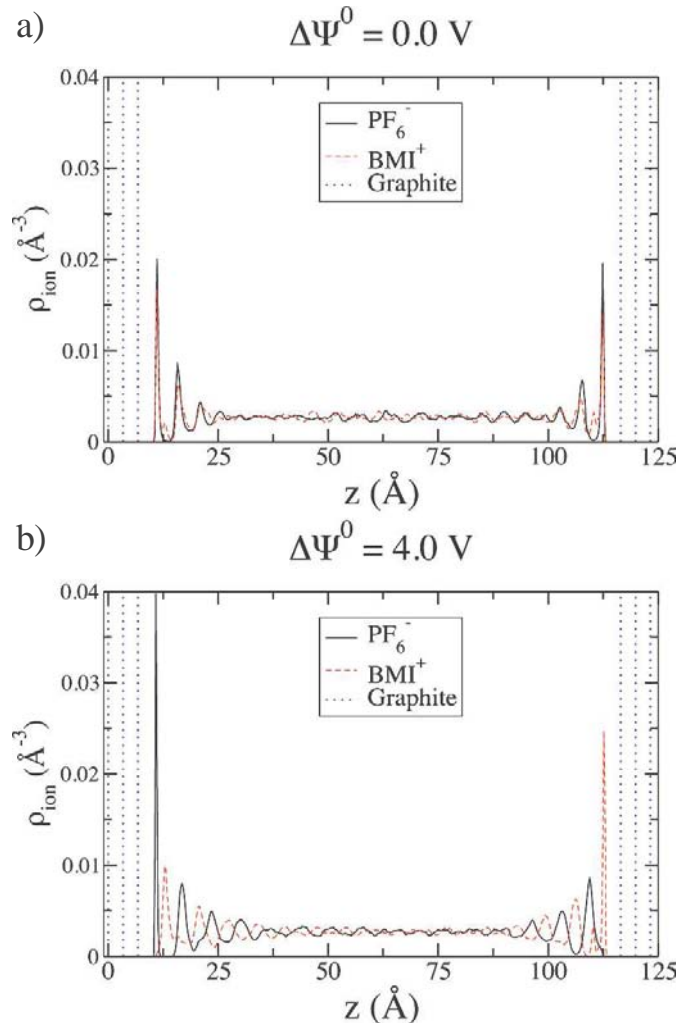 a)
ΔΨ⁰ = 0.0 V
0.04
0.03
0.02
0.01
0
ρ_ion (Å⁻³)
PF₆⁻
BMI⁺
Graphite
0 25 50 75 100 125
z (Å)
b)
ΔΨ⁰ = 4.0 V
0.04
0.03
0.02
0.01
0
ρ_ion (Å⁻³)
PF₆⁻
BMI⁺
Graphite
0 25 50 75 100 125
z (Å)